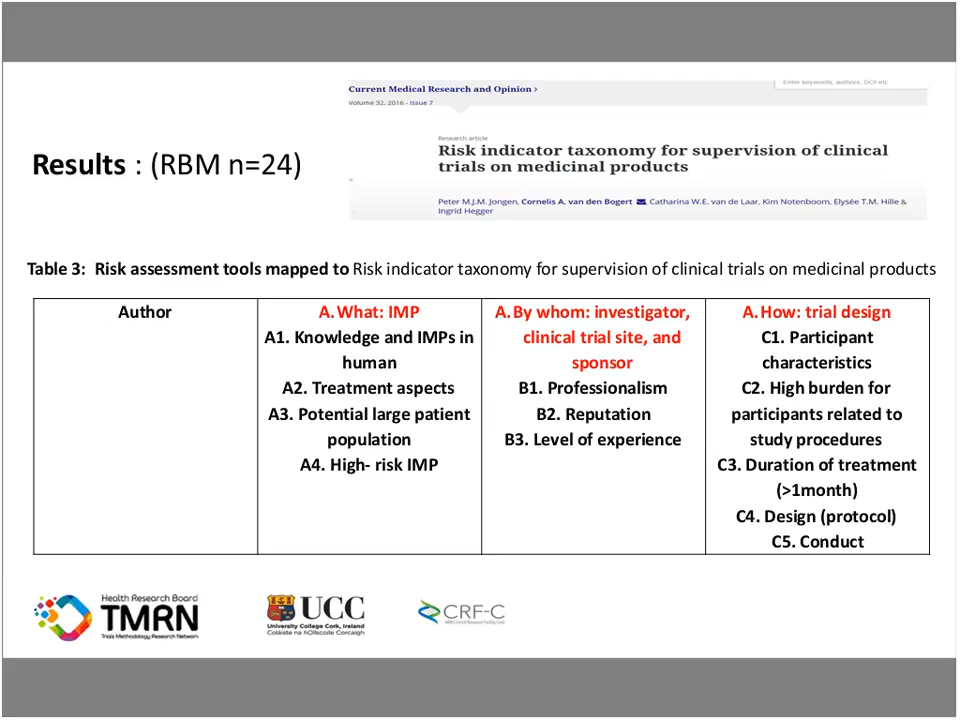 Enter keywords, authors, DOI etc
Current Medical Research and Opinion >
Volume 32, 2016 - Issue 7
Research article
Risk indicator taxonomy for supervision of clinical
trials on medicinal products
Peter M.J.M. Jongen, Cornelis A. van den Bogert, Catharina W.E. van de Laar, Kim Notenboom, Elysée T.M. Hille &
Ingrid Hegger
Results : (RBM n=24)
Table 3: Risk assessment tools mapped to Risk indicator taxonomy for supervision of clinical trials on medicinal products
Author
A. What: IMP
A1. Knowledge and IMPs in
human
A2. Treatment aspects
A3. Potential large patient
population
A4. High- risk IMP
A. By whom: investigator,
clinical trial site, and
sponsor
B1. Professionalism
B2. Reputation
B3. Level of experience
A. How: trial design
C1. Participant
characteristics
C2. High burden for
participants related to
study procedures
C3. Duration of treatment
(>1month)
C4. Design (protocol)
C5. Conduct
Health Research Board
TMRN
Trials Methodology Research Network
UCC
University College Cork, Ireland
Coláiste na hOllscoile Corcaigh
CRF-C